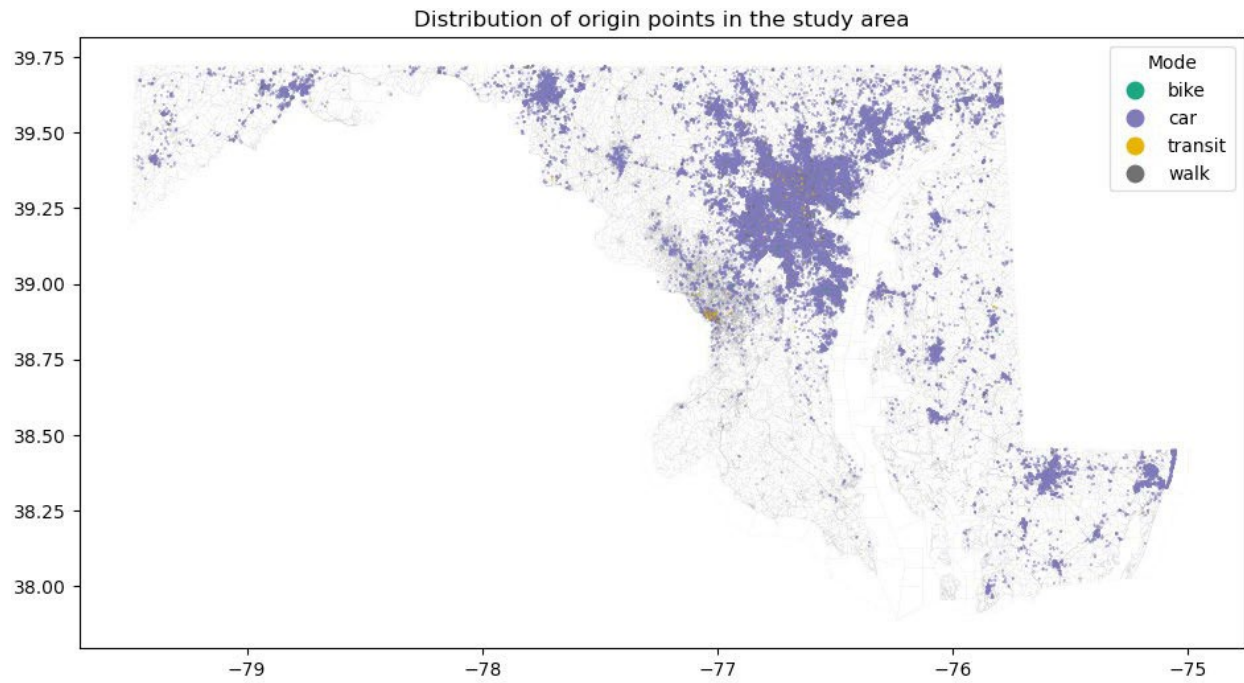 Distribution of origin points in the study area
39.75
39.50
39.25
39.00
38.75
38.50
38.25
38.00
−79
−78
−77
−76
−75
Mode
bike
car
transit
walk